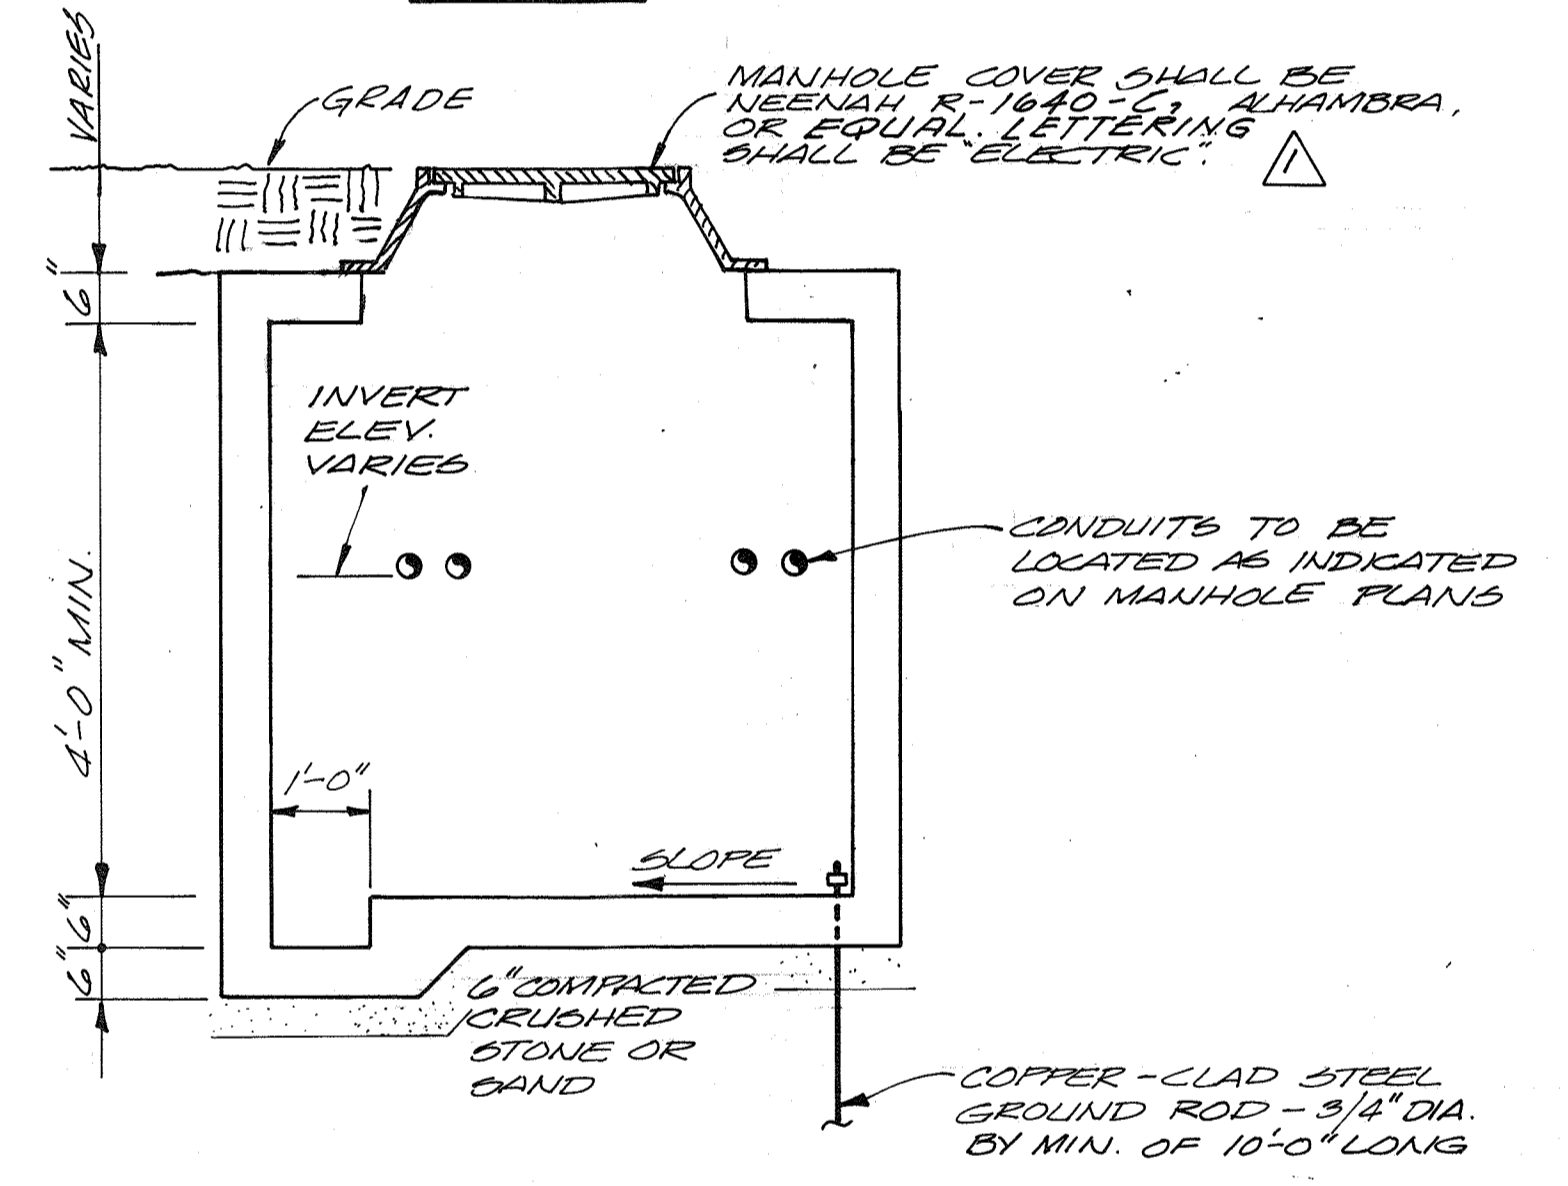 VARIES
GRADE
MANHOLE COVER SHALL BE
NEENAH R-1640-C, ALHAMBRA,
OR EQUAL. LETTERING
SHALL BE "ELECTRIC".
1
6"
INVERT
ELEV.
VARIES
CONDUITS TO BE
LOCATED AS INDICATED
ON MANHOLE PLANS
4'-0" MIN.
1'-0"
SLOPE
6"
6"
6" COMPACTED
CRUSHED
STONE OR
SAND
COPPER-CLAD STEEL
GROUND ROD - 3/4" DIA.
BY MIN. OF 10'-0" LONG